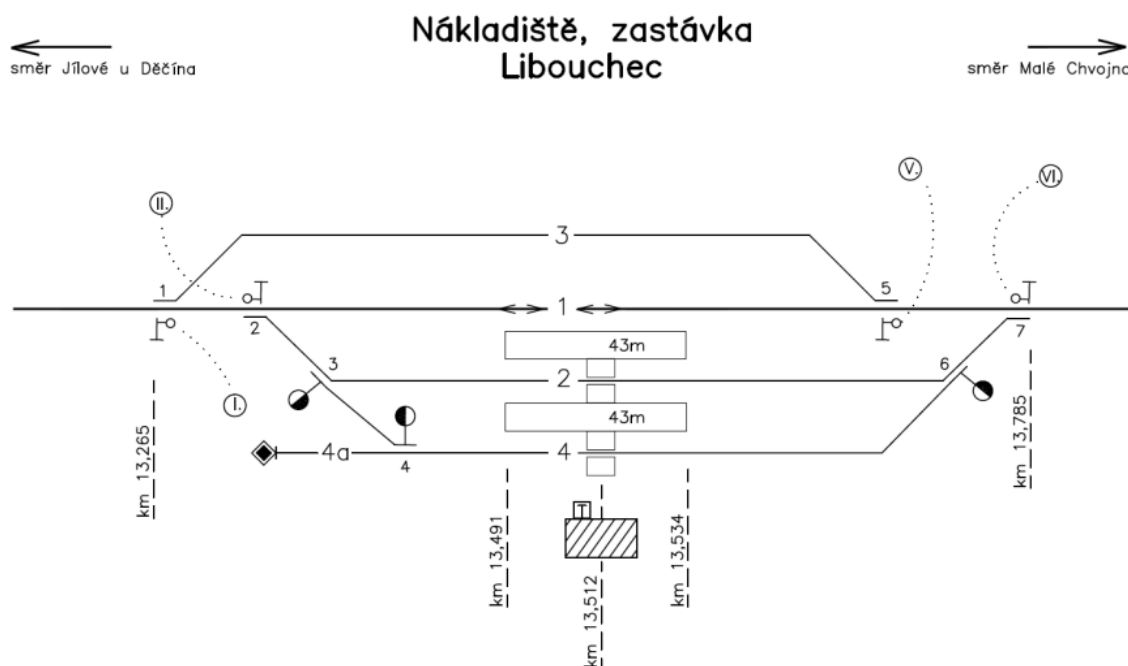 Nákladiště, zastávka
Libouchec
směr Jílové u Děčína
směr Malé Chvojno
II.
V.
VI.
3
1
5
1
2
7
43m
3
2
6
I.
43m
4a
4
4
km 13,265
km 13,785
km 13,491
km 13,534
T
km 13,512